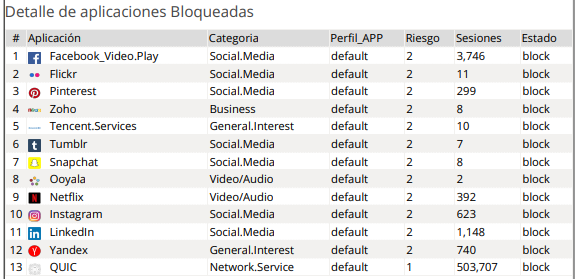 Detalle de aplicaciones Bloqueadas
# Aplicación Categoria Perfil_APP Riesgo Sesiones Estado
1 Facebook_Video.Play Social.Media default 2 3,746 block
2 Flickr Social.Media default 2 11 block
3 Pinterest Social.Media default 2 299 block
4 Zoho Business default 2 8 block
5 Tencent.Services General.Interest default 2 10 block
6 Tumblr Social.Media default 2 7 block
7 Snapchat Social.Media default 2 8 block
8 Ooyala Video/Audio default 2 2 block
9 Netflix Video/Audio default 2 392 block
10 Instagram Social.Media default 2 623 block
11 LinkedIn Social.Media default 2 1,148 block
12 Yandex General.Interest default 2 740 block
13 QUIC Network.Service default 1 503,707 block